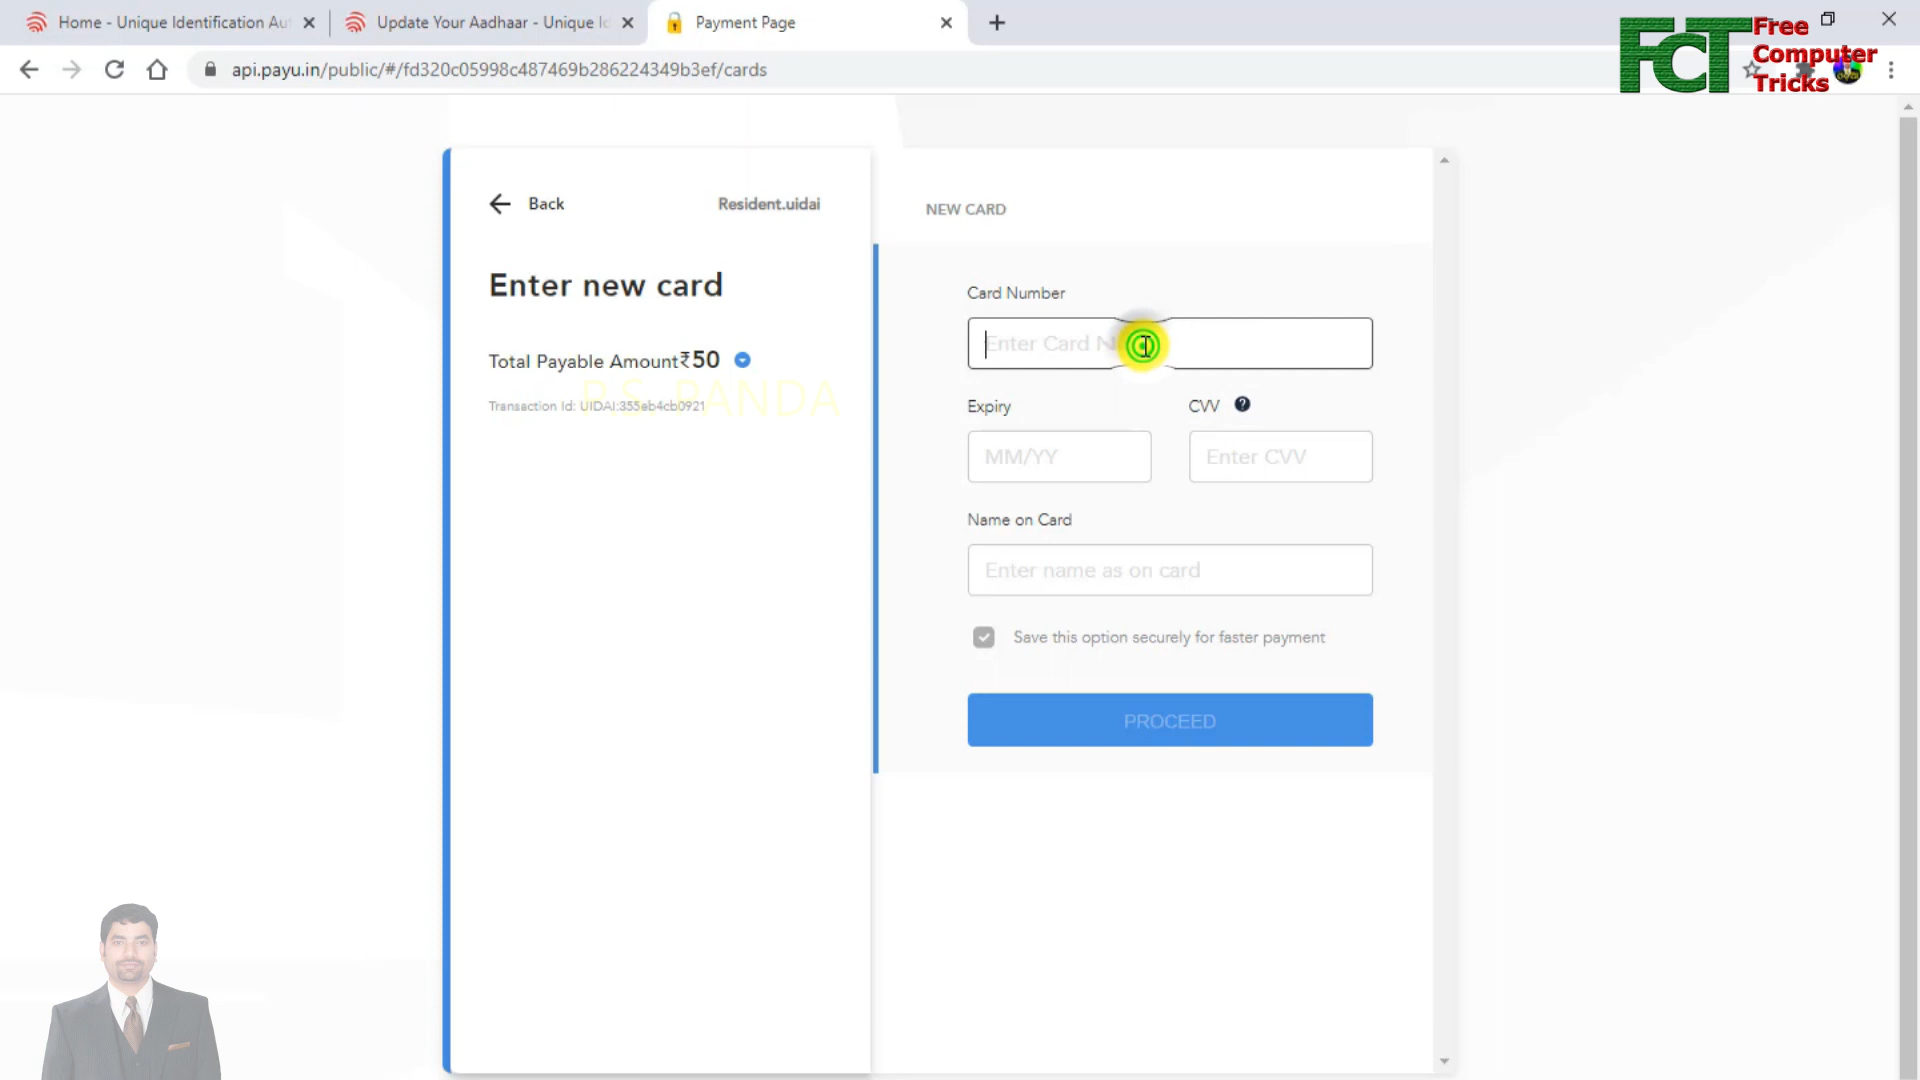 Home - Unique Identification Aut
Update Your Aadhaar - Unique Id
Payment Page
api.payu.in/public/#/fd320c05998c487469b286224349b3ef/cards
FCT
Free
Computer
Tricks
Back
Resident.uidai
NEW CARD
Enter new card
Total Payable Amount₹50
P.S. PANDA
Transaction Id: UIDAI:355eb4cb0921
Card Number
Enter Card N
Expiry
CVV ?
MM/YY
Enter CVV
Name on Card
Enter name as on card
Save this option securely for faster payment
PROCEED